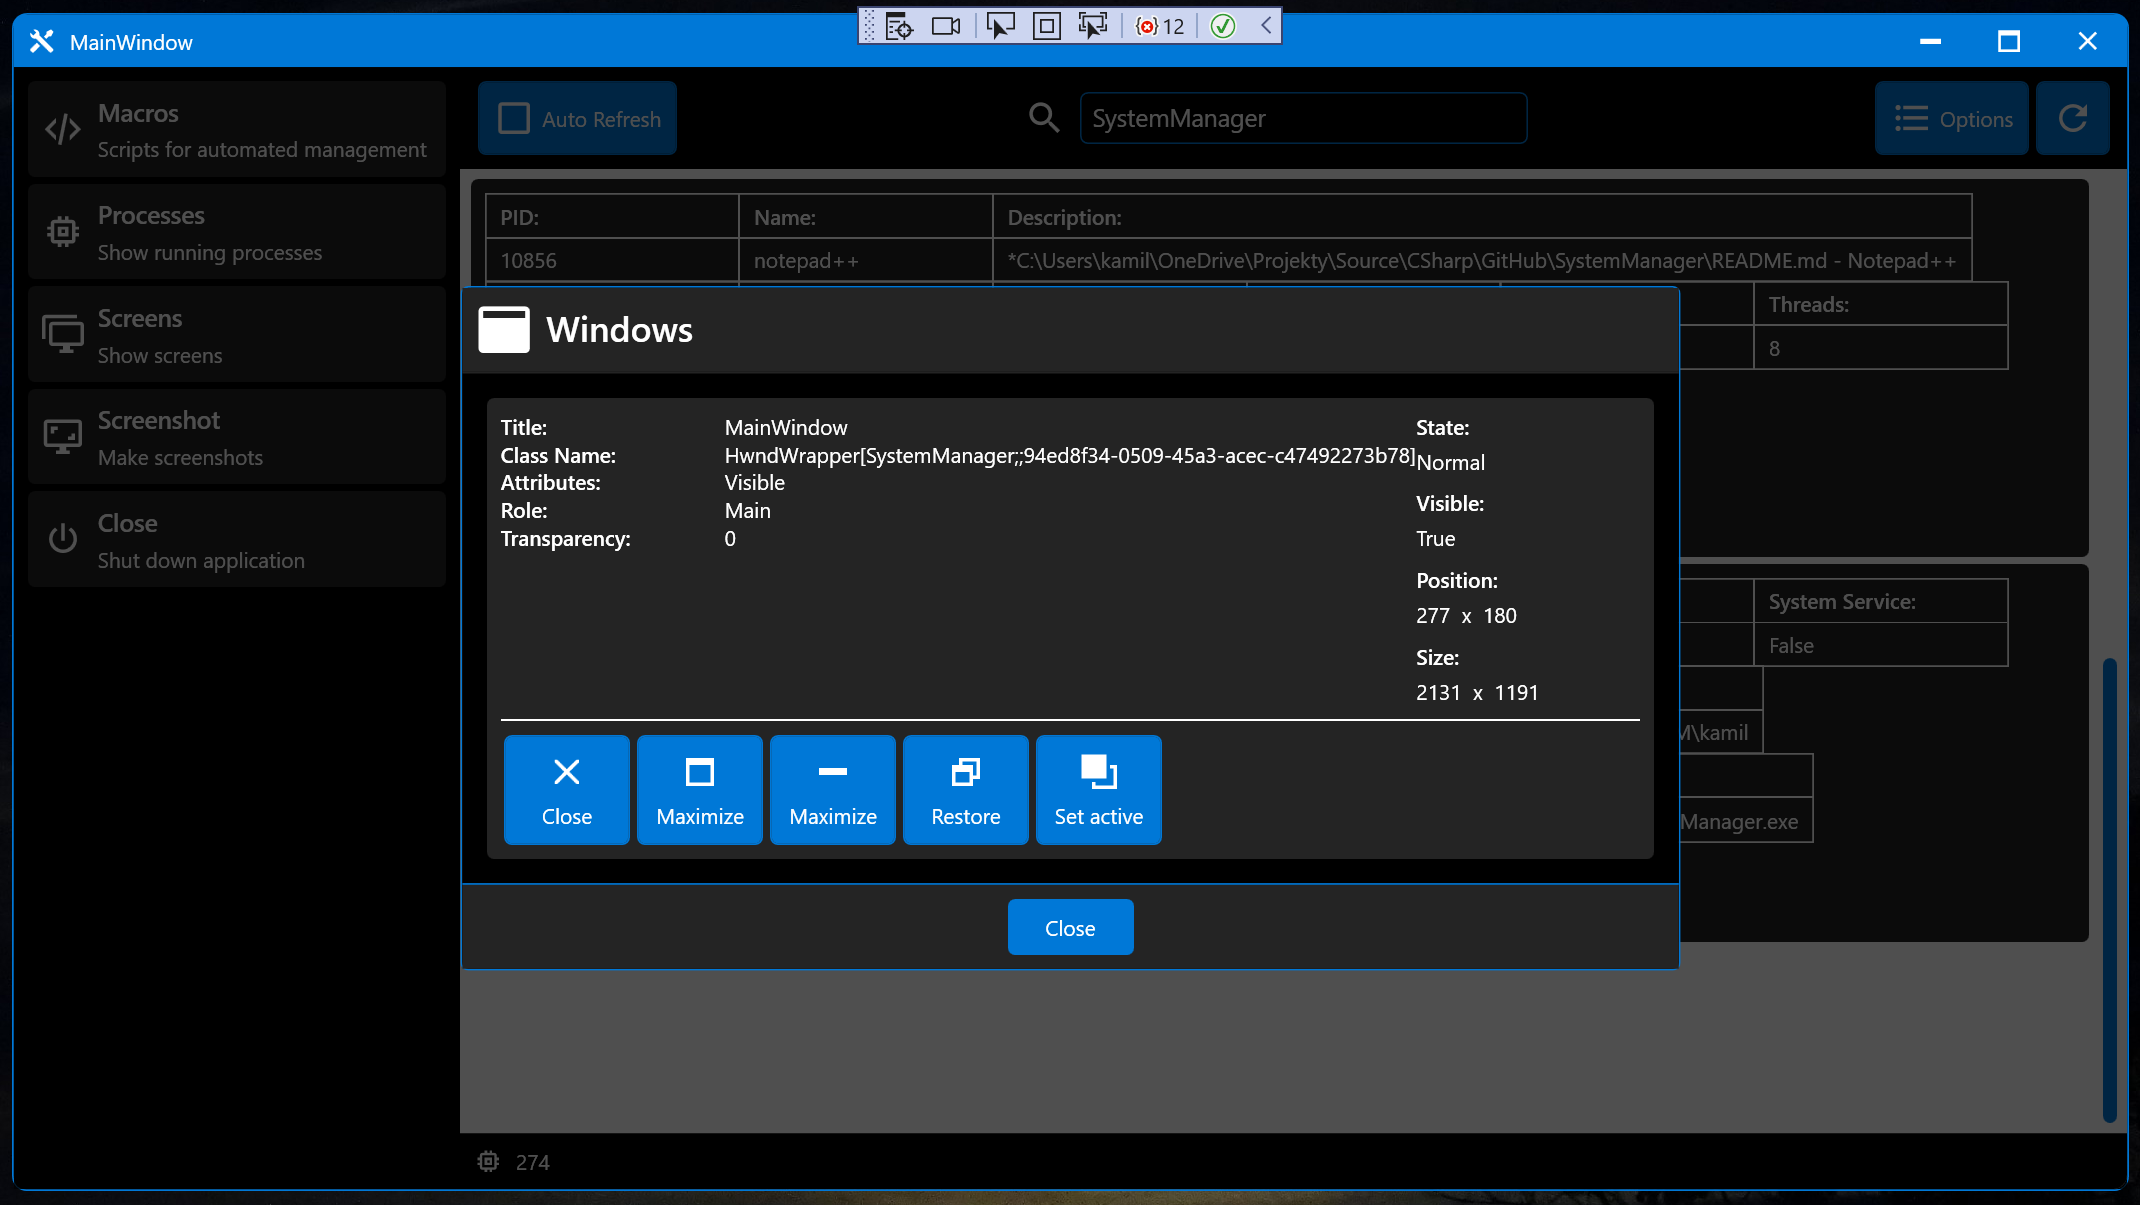 MainWindow
12
Macros
Scripts for automated management
Processes
Show running processes
Screens
Show screens
Screenshot
Make screenshots
Close
Shut down application
Auto Refresh
SystemManager
Options
PID: Name: Description:
10856 notepad++ *C:\Users\kamil\OneDrive\Projekty\Source\CSharp\GitHub\SystemManager\README.md - Notepad++
Threads:
8
System Service:
False
M\kamil
Manager.exe
Windows
Title: MainWindow
Class Name: HwndWrapper[SystemManager;;94ed8f34-0509-45a3-acec-c47492273b78]
Attributes: Visible
Role: Main
Transparency: 0
State:
Normal
Visible:
True
Position:
277 x 180
Size:
2131 x 1191
Close Maximize Maximize Restore Set active
Close
274